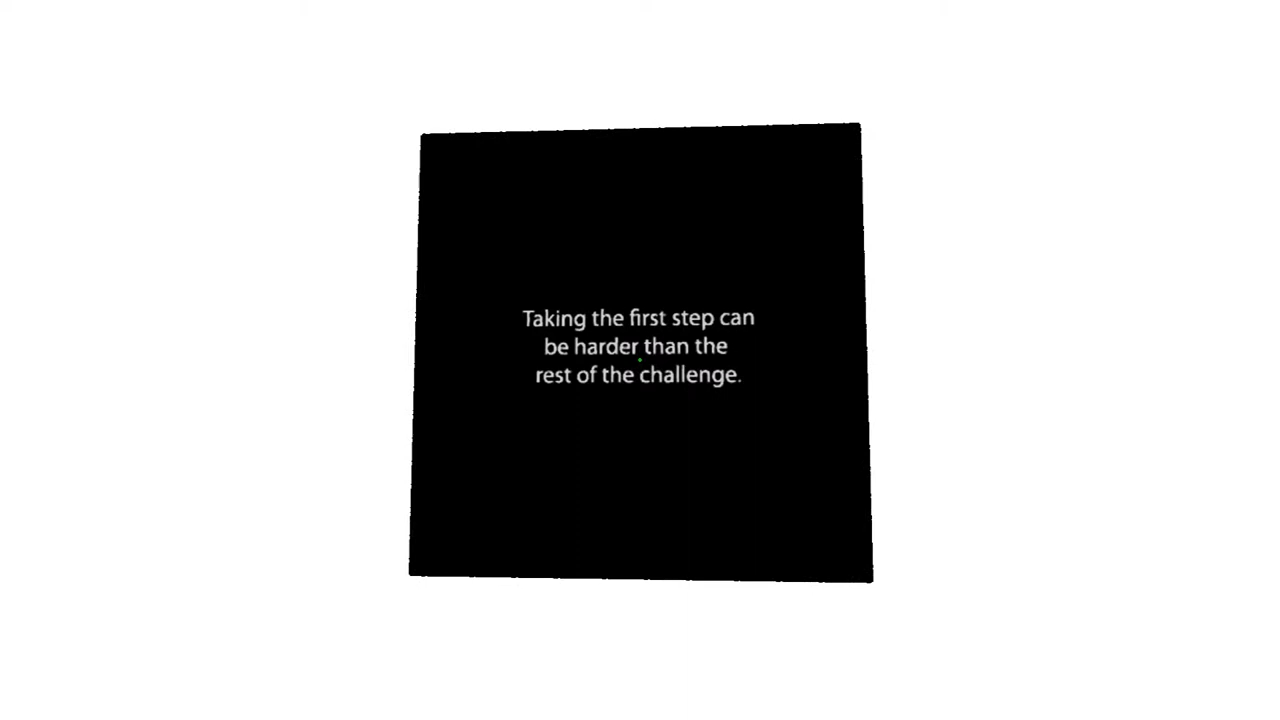 Taking the first step can
be harder than the
rest of the challenge.